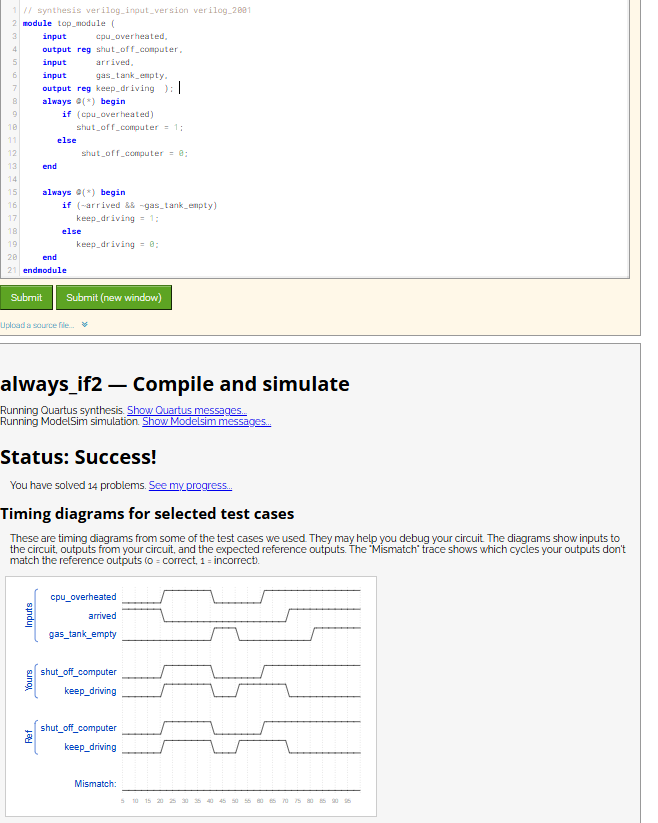 1 // synthesis verilog_input_version verilog_2001
2 module top_module (
3 input cpu_overheated,
4 output reg shut_off_computer,
5 input arrived,
6 input gas_tank_empty,
7 output reg keep_driving );
8 always @(*) begin
9 if (cpu_overheated)
10 shut_off_computer = 1;
11 else
12 shut_off_computer = 0;
13 end
14
15 always @(*) begin
16 if (~arrived && ~gas_tank_empty)
17 keep_driving = 1;
18 else
19 keep_driving = 0;
20 end
21 endmodule
Submit Submit (new window)
Upload a source file...
always_if2 — Compile and simulate
Running Quartus synthesis. Show Quartus messages...
Running ModelSim simulation. Show Modelsim messages...
Status: Success!
You have solved 14 problems. See my progress...
Timing diagrams for selected test cases
These are timing diagrams from some of the test cases we used. They may help you debug your circuit. The diagrams show inputs to
the circuit, outputs from your circuit, and the expected reference outputs. The "Mismatch" trace shows which cycles your outputs don't
match the reference outputs (0 = correct, 1 = incorrect).
Inputs
cpu_overheated
arrived
gas_tank_empty
Yours
shut_off_computer
keep_driving
Ref
shut_off_computer
keep_driving
Mismatch:
5 10 15 20 25 30 35 40 45 50 55 60 65 70 75 80 85 90 95